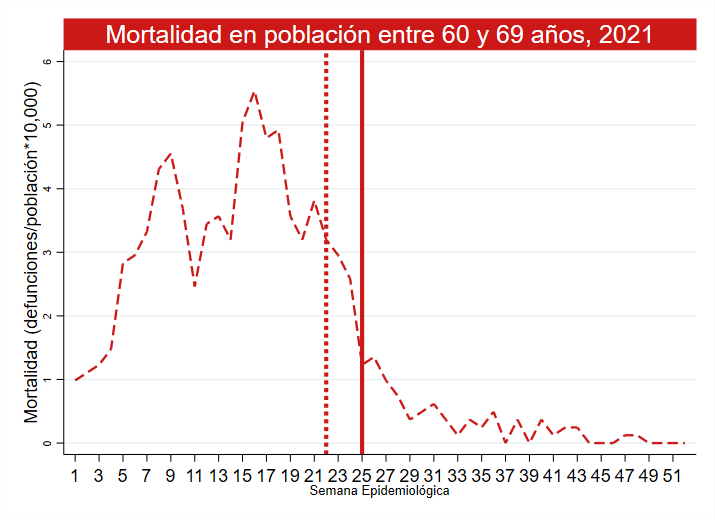 Mortalidad en población entre 60 y 69 años, 2021
Mortalidad (defunciones/población*10,000)
6
5
4
3
2
1
0
1 3 5 7 9 11 13 15 17 19 21 23 25 27 29 31 33 35 37 39 41 43 45 47 49 51
Semana Epidemiológica